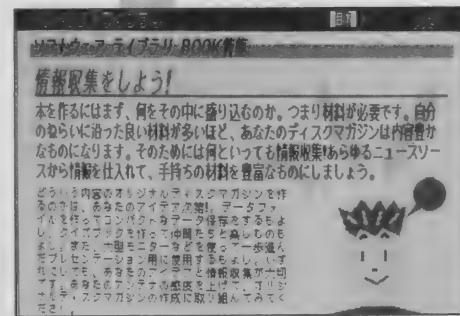 ソフトウェア・ライブラリ BOOK特集
情報収集をしよう!
本を作るにはまず、何をその中に盛り込むのか。つまり材料が必要です。自分
のねらいに沿った良い材料が多いほど、あなたのディスクマガジンは内容豊か
なものになります。そのためには何といっても情報収集!あらゆるニュースソー
スから情報を仕入れて、手持ちの材料を豊富なものにしましょう。
どういう内容のオリジナルディスクマガジンを作
るのかは、あなたのアイデア次第!。データファ
イルを作ってコンパクトなデータ保存をするもよ
し、クイズブックを作って仲間たちと楽しむのも
よし。また、大型モニターなどを使って一歩進ん
だプレゼンテーション用に使用するもよし。いず
れにしても、あなたのアイデアと情報収集が大切
です。あなたのアンテナの感度を上げて、オリジ
ナルディスクマガジンの作成に取り組んでみてく
ださい。